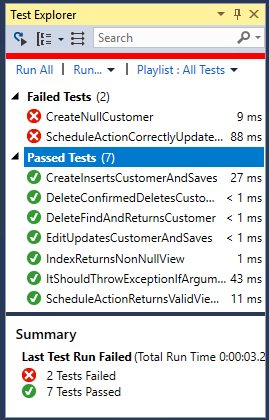 Test Explorer
Search
Run All | Run... | Playlist : All Tests
Failed Tests (2)
CreateNullCustomer 9 ms
ScheduleActionCorrectlyUpdate... 88 ms
Passed Tests (7)
CreateInsertsCustomerAndSaves 27 ms
DeleteConfirmedDeletesCusto... < 1 ms
DeleteFindAndReturnsCustomer < 1 ms
EditUpdatesCustomerAndSaves < 1 ms
IndexReturnsNonNullView 1 ms
ItShouldThrowExceptionIfArgum... 43 ms
ScheduleActionReturnsValidVie... 11 ms
Summary
Last Test Run Failed (Total Run Time 0:00:03.2
2 Tests Failed
7 Tests Passed